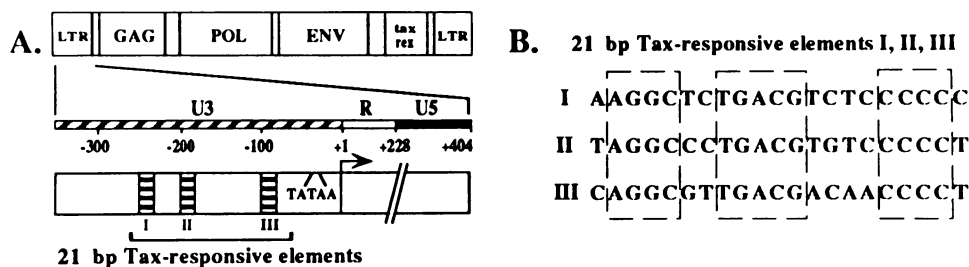 A.
LTR GAG POL ENV tax rex LTR
U3 R U5
-300 -200 -100 +1 +228 +404
TATAA
I II III
21 bp Tax-responsive elements
B. 21 bp Tax-responsive elements I, II, III
I AAGGCTCTGACGTCTCCCCCC
II TAGGCCCTGACGTGTCCCCCT
III CAGGCGTTGACGACAACCCCT